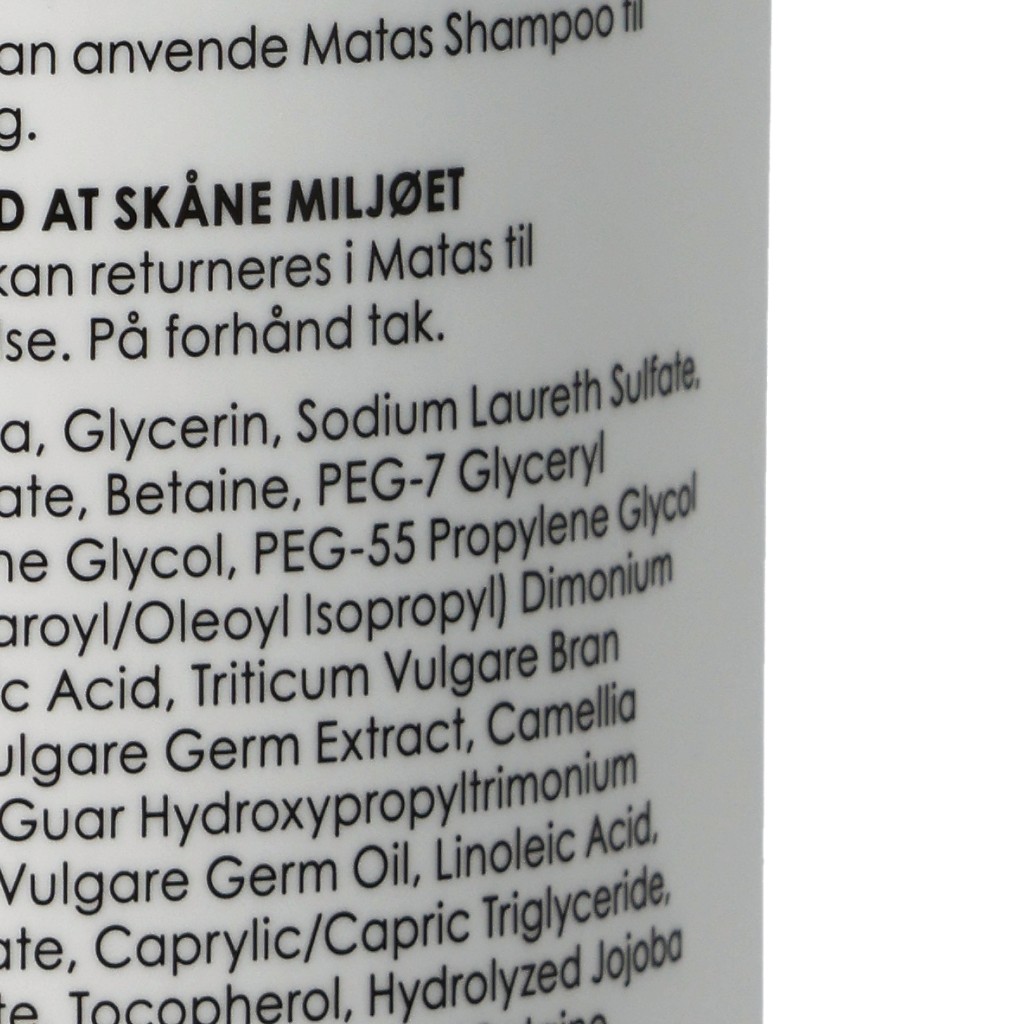 an anvende Matas Shampoo til
g.
D AT SKÅNE MILJØET
kan returneres i Matas til
lse. På forhånd tak.
a, Glycerin, Sodium Laureth Sulfate,
ate, Betaine, PEG-7 Glyceryl
ne Glycol, PEG-55 Propylene Glycol
aroyl/Oleoyl Isopropyl) Dimonium
c Acid, Triticum Vulgare Bran
ulgare Germ Extract, Camellia
Guar Hydroxypropyltrimonium
Vulgare Germ Oil, Linoleic Acid,
ate, Caprylic/Capric Triglyceride,
te, Tocopherol, Hydrolyzed Jojoba